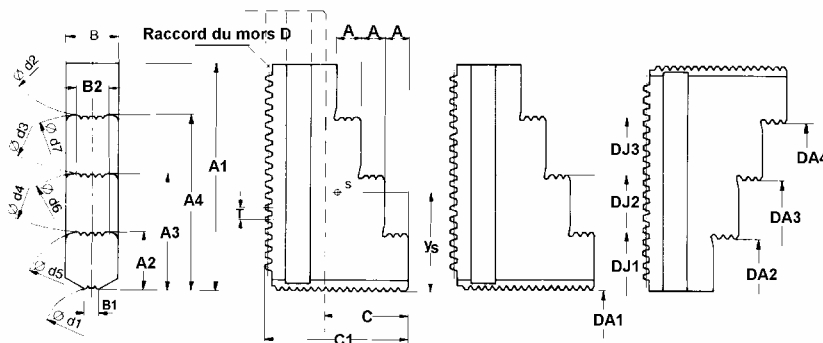 B
Raccord du mors D
A A A
Ø d2
B2
Ø d3
Ø d7
Ø d4
Ø d6
Ø d5
Ø d1
B1
A2
A3
A4
A1
T
s
ys
C
C1
DA1
DJ3
DJ2
DJ1
DA4
DA3
DA2